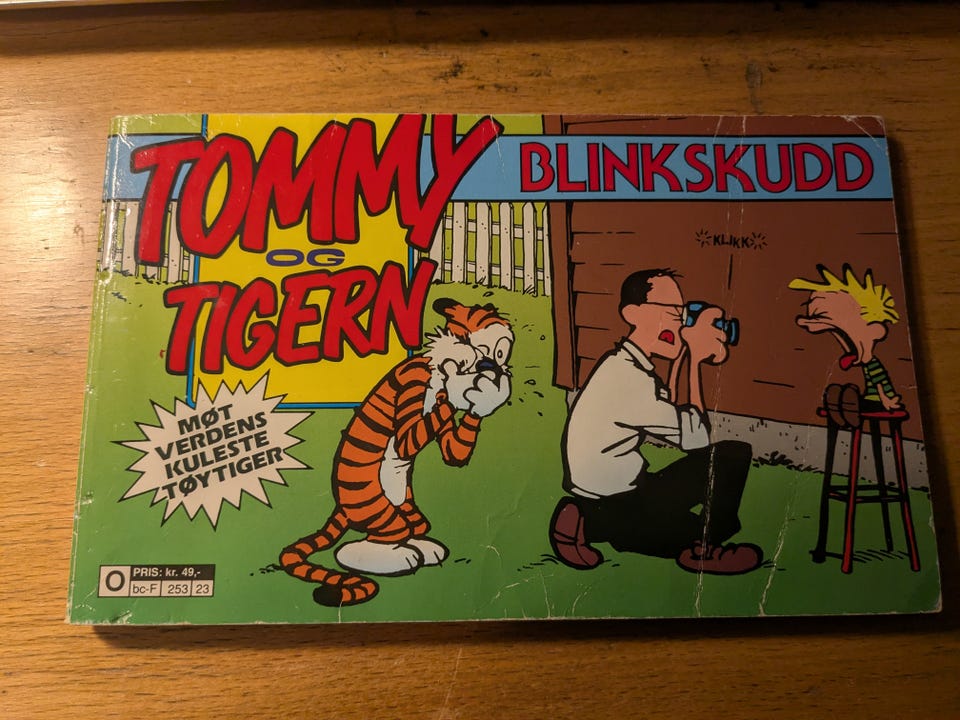 TOMMY
OG
TIGERN
BLINKSKUDD
KLIKK
MØT
VERDENS
KULESTE
TØYTIGER
O
PRIS: kr. 49,-
bc-F 253 23